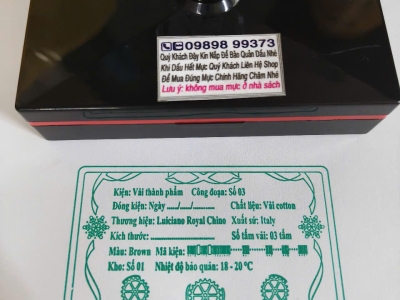 09898 99373
Quý Khách Đậy Kín Nắp Để Bảo Quản Dấu Nhé
Khi Dấu Hết Mực Quý Khách Liên Hệ Shop
Để Mua Đúng Mực Chính Hãng Châm Nhé
Lưu ý: không mua mực ở nhà sách
Kiện: Vải thành phẩm Công đoạn: Số 03
Đóng kiện: Ngày ....../....../...... Chất liệu: Vải cotton
Thương hiệu: Luiciano Royal Chino Xuất sứ: Italy
Kích thước: .............................. Số tấm vải: 03 tấm
Màu: Brown Mã kiện:
Kho: Số 01 Nhiệt độ bảo quản: 18 - 20 °C